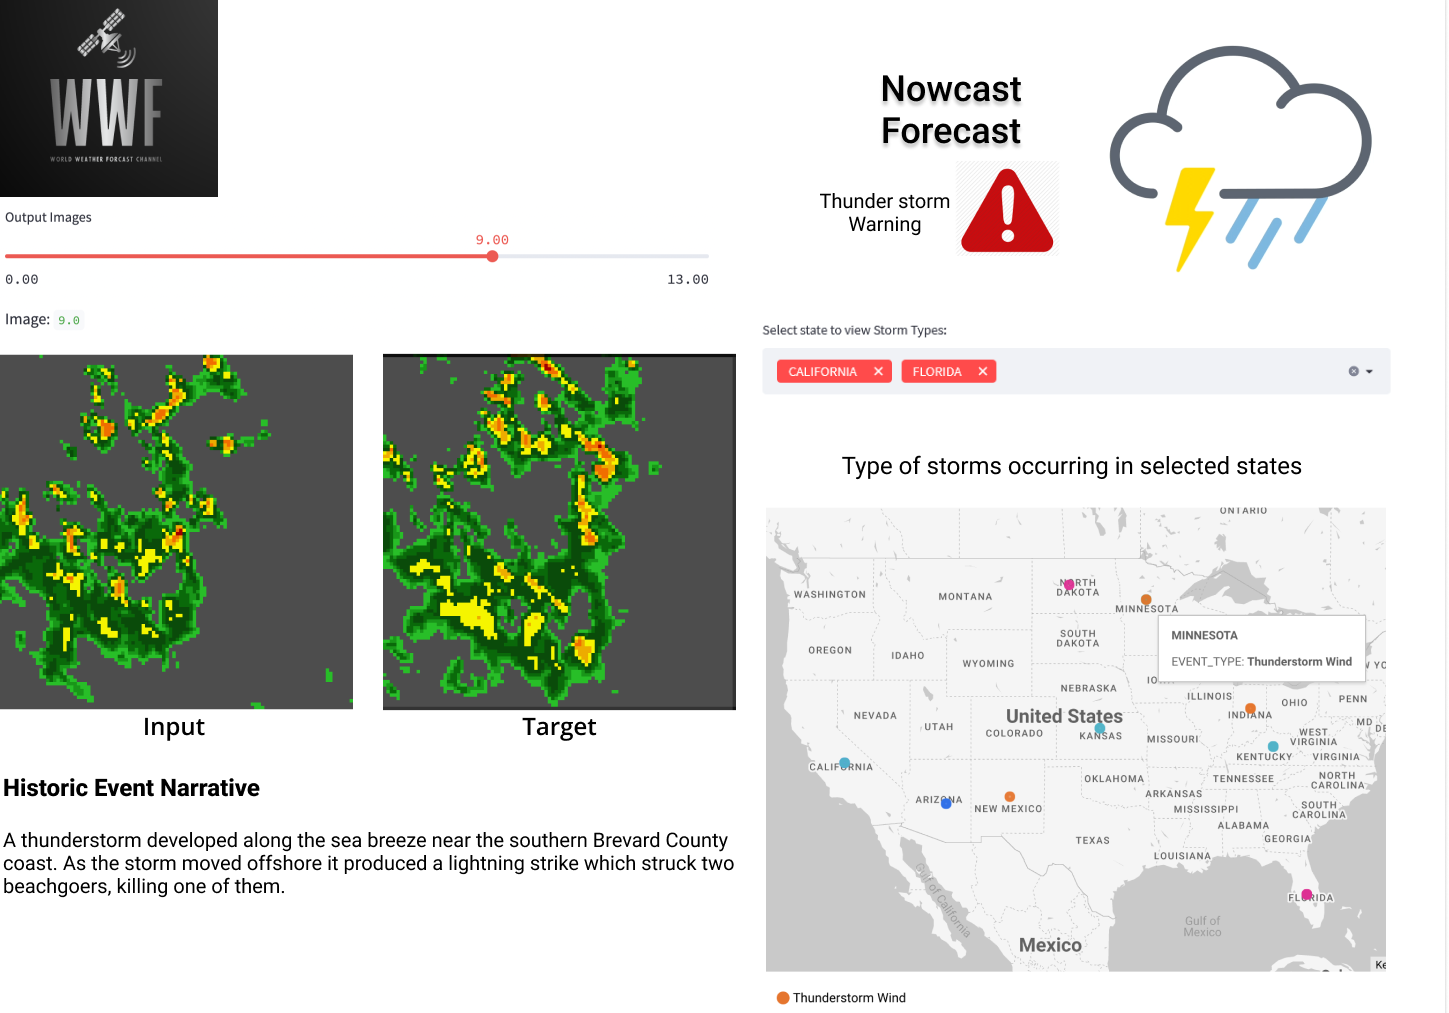 WWF
WORLD WEATHER FORCAST CHANNEL
Output Images
9.00
0.00
13.00
Image: 9.0
Input
Target
Historic Event Narrative
A thunderstorm developed along the sea breeze near the southern Brevard County
coast. As the storm moved offshore it produced a lightning strike which struck two
beachgoers, killing one of them.
Nowcast
Forecast
Thunder storm
Warning
Select state to view Storm Types:
CALIFORNIA
FLORIDA
Type of storms occurring in selected states
ONTARIO
WASHINGTON
MONTANA
NORTH
DAKOTA
MINNESOTA
MINNESOTA
EVENT_TYPE: Thunderstorm Wind
OREGON
IDAHO
WYOMING
SOUTH
DAKOTA
NEBRASKA
ILLINOIS
OHIO
PENN
NEVADA
UTAH
United States
COLORADO
KANSAS
MISSOURI
INDIANA
WEST
VIRGINIA
MD
DE
KENTUCKY
VIRGINIA
CALIFORNIA
ARIZONA
NEW MEXICO
OKLAHOMA
TENNESSEE
NORTH
CAROLINA
ARKANSAS
MISSISSIPPI
SOUTH
CAROLINA
TEXAS
ALABAMA
GEORGIA
LOUISIANA
FLORIDA
Gulf of California
Gulf of
Mexico
Mexico
Thunderstorm Wind